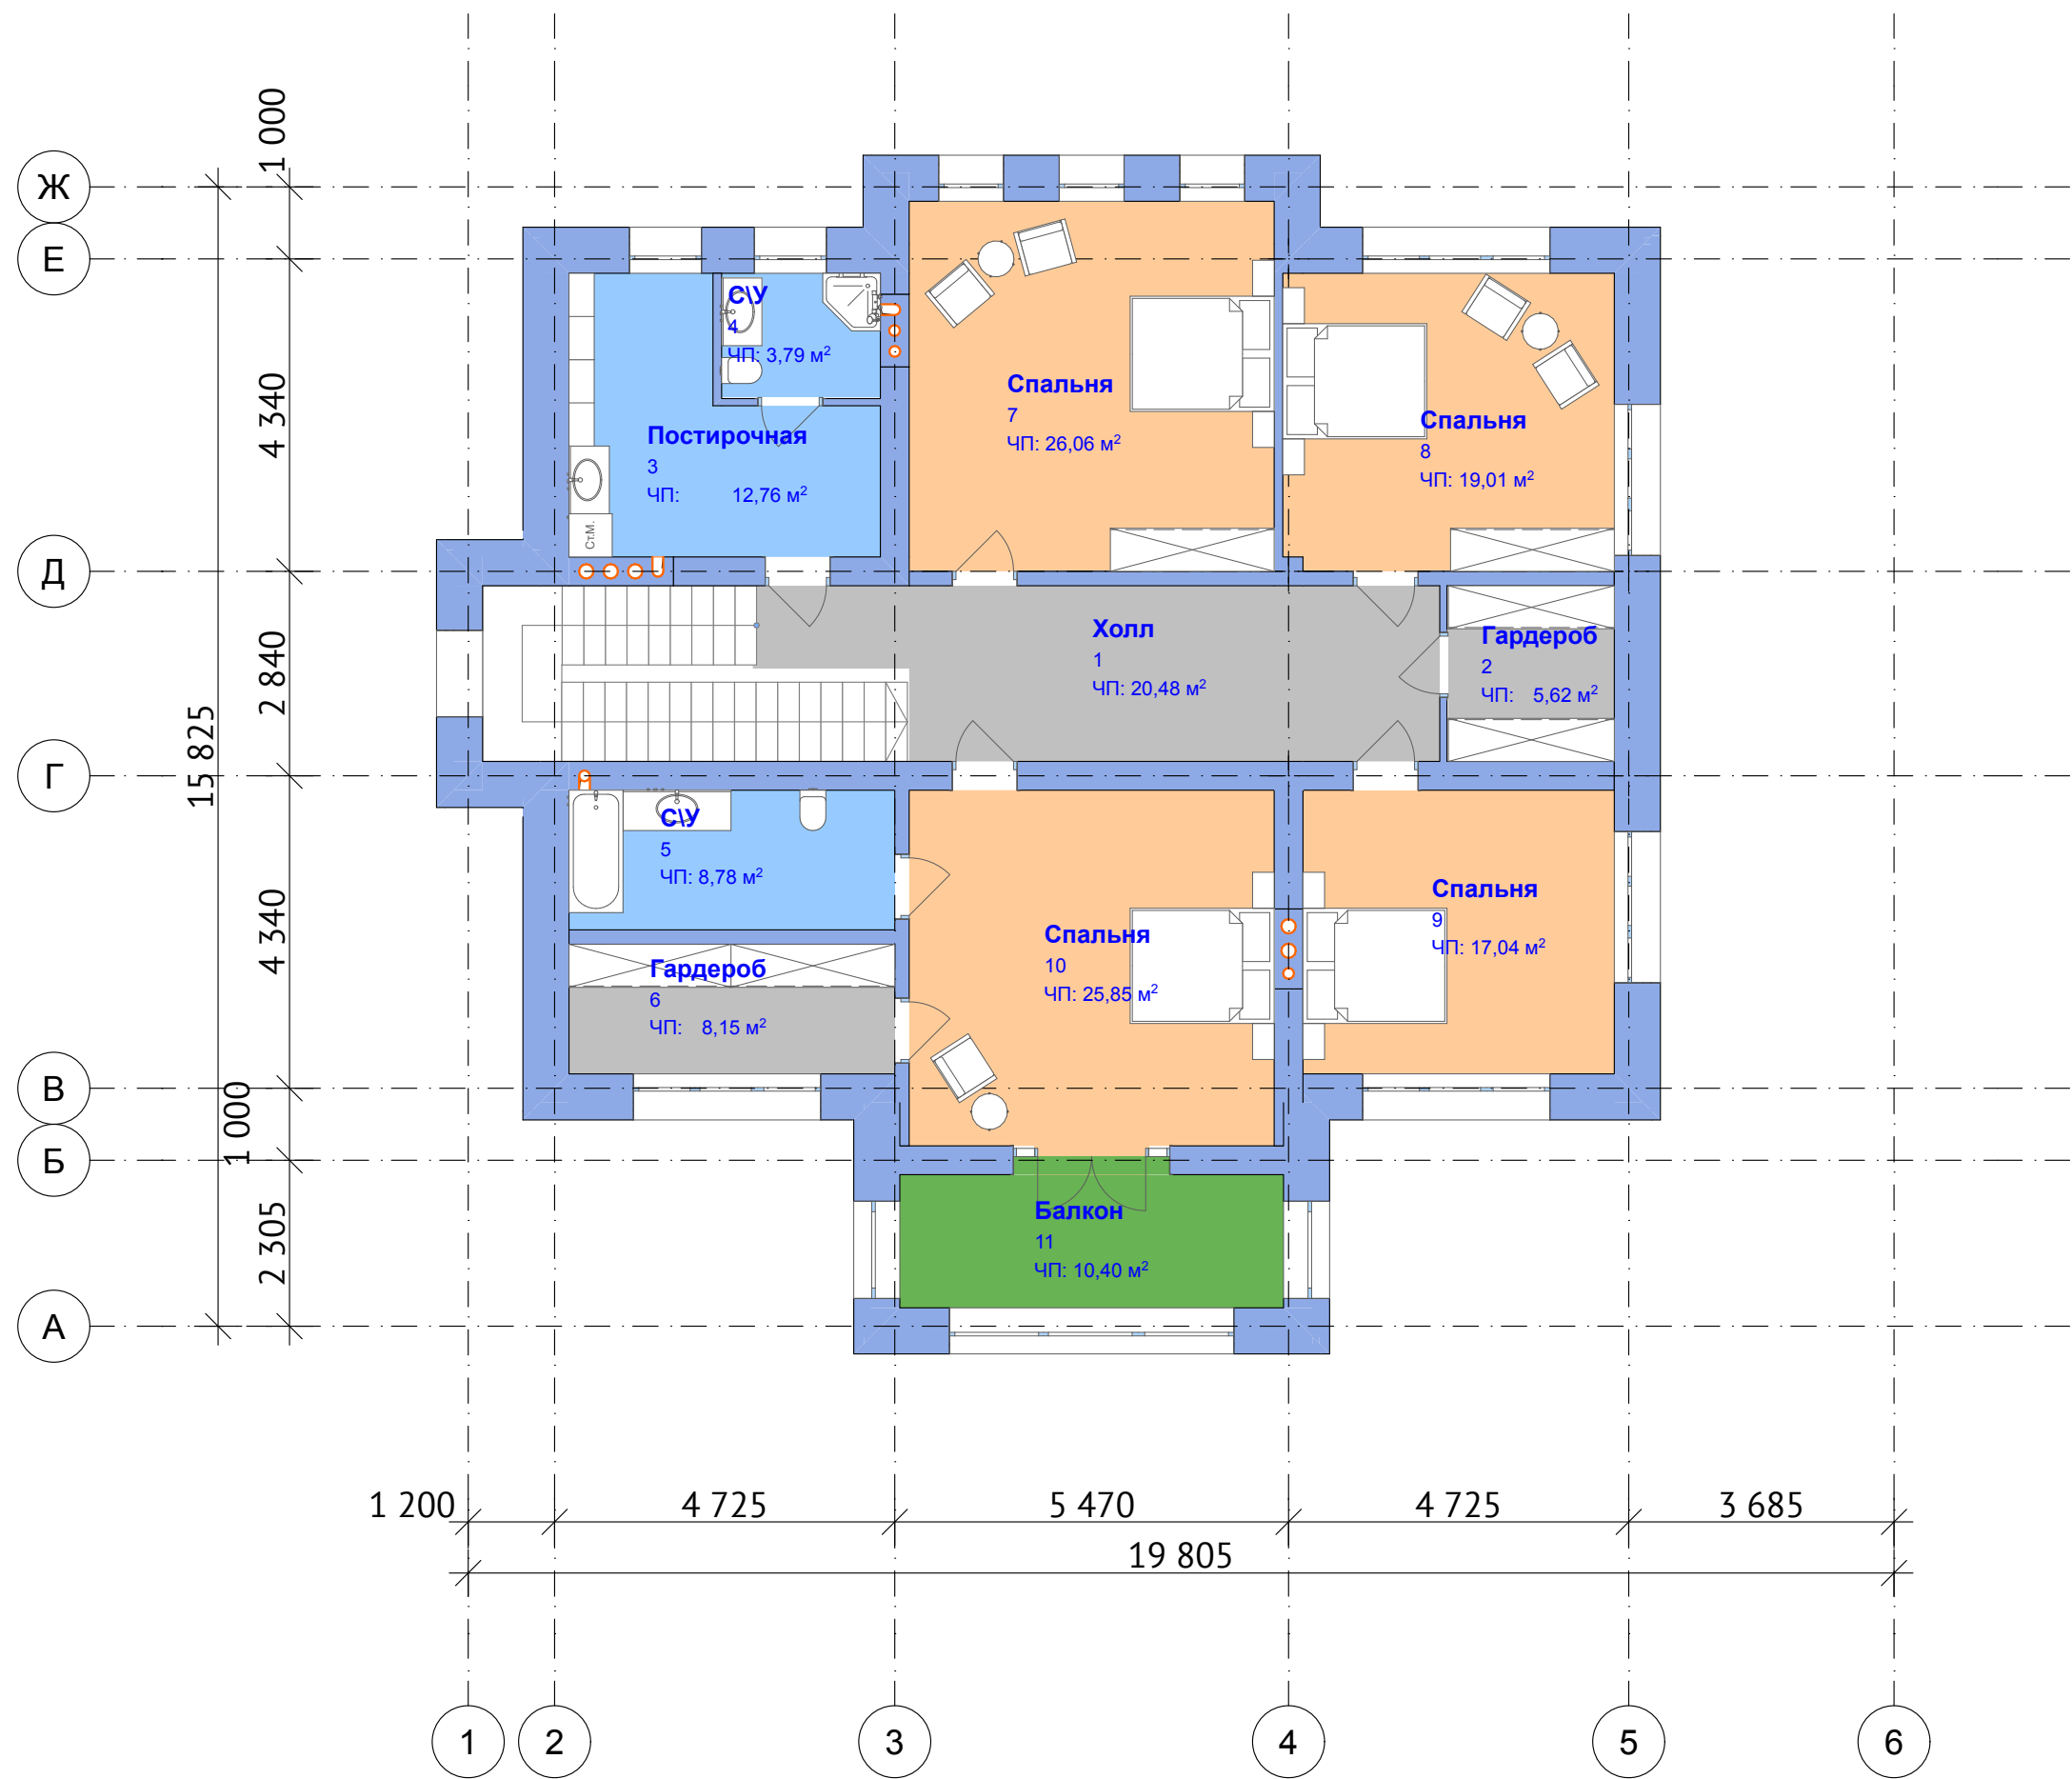 1 000
Ж
Е
С\У
4
ЧП: 3,79 м²
Спальня
7
ЧП: 26,06 м²
Спальня
8
ЧП: 19,01 м²
4 340
Постирочная
3
ЧП: 12,76 м²
Ст.М.
Д
Холл
1
ЧП: 20,48 м²
Гардероб
2
ЧП: 5,62 м²
2 840
15 825
Г
С\У
5
ЧП: 8,78 м²
Спальня
9
ЧП: 17,04 м²
4 340
Спальня
10
ЧП: 25,85 м²
Гардероб
6
ЧП: 8,15 м²
В
1 000
Б
Балкон
11
ЧП: 10,40 м²
2 305
А
1 200
4 725
5 470
4 725
3 685
19 805
1
2
3
4
5
6